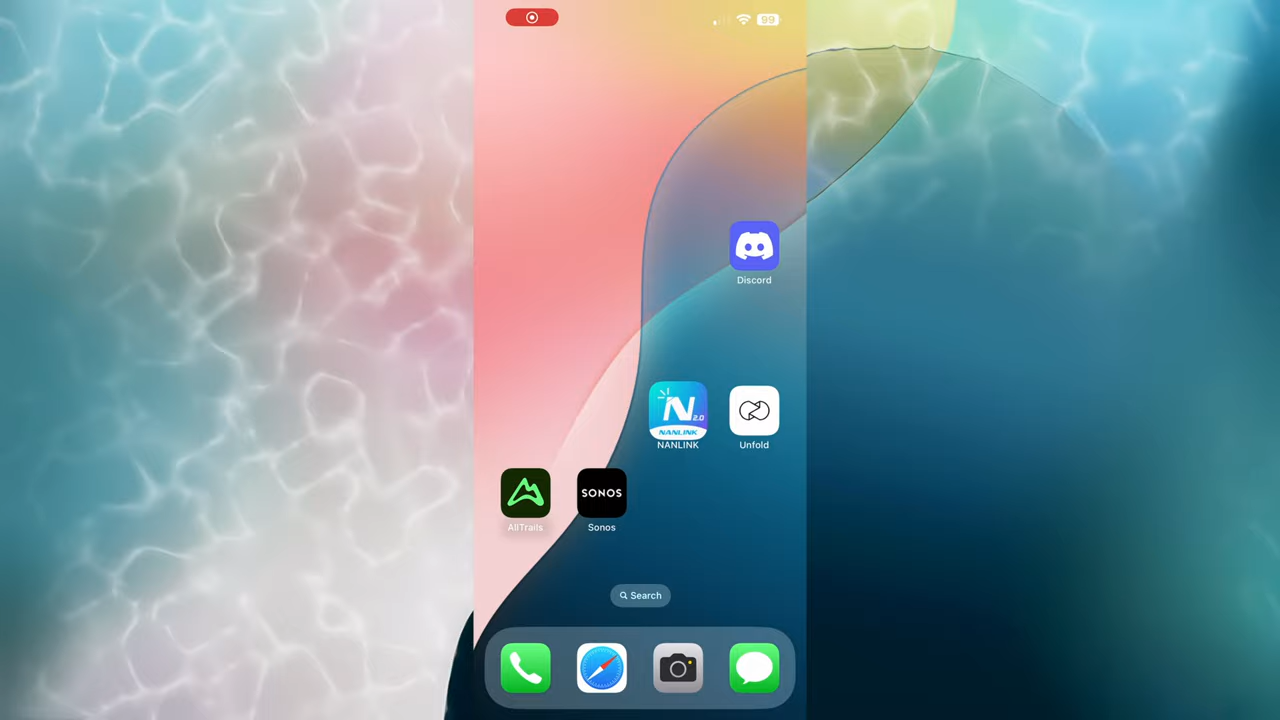 99
Discord
N 2.0
NANLINK
NANLINK
Unfold
SONOS
AllTrails
Sonos
Search